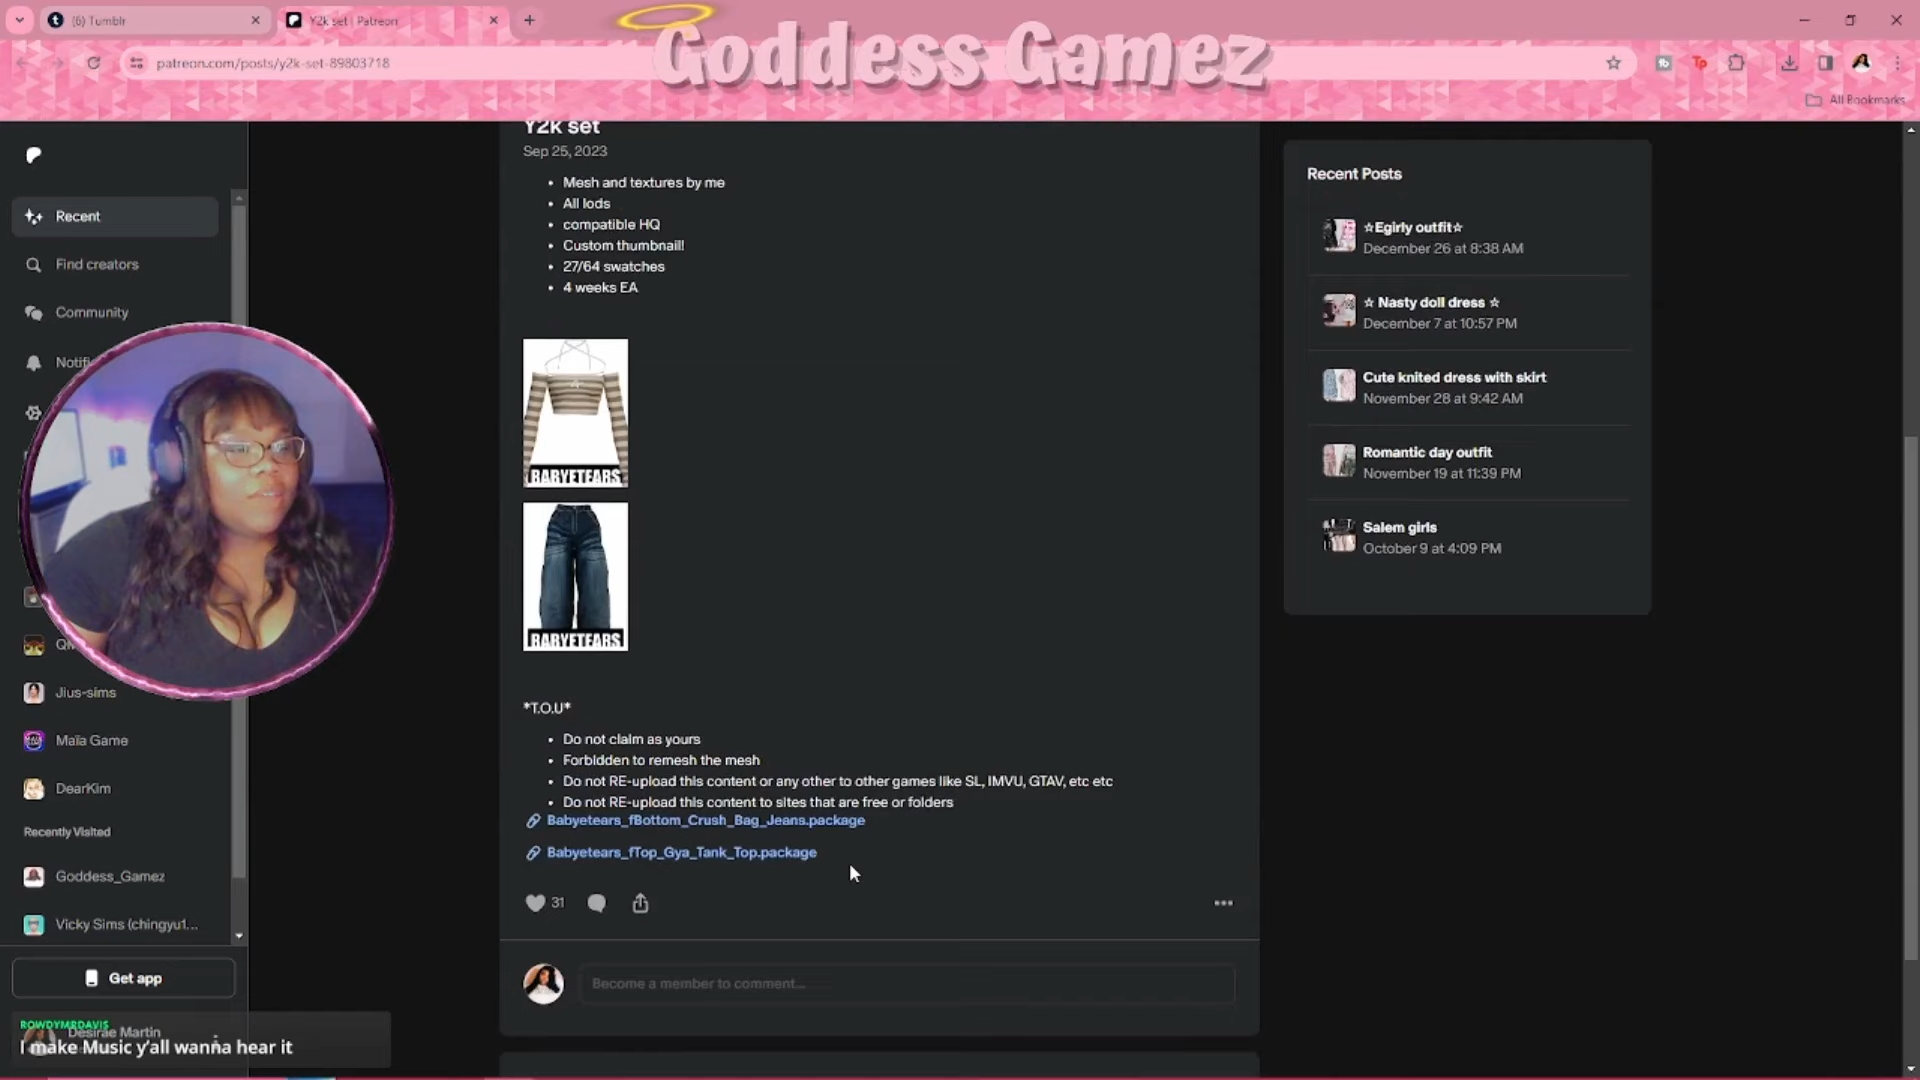 (6) Tumblr
Y2k set | Patreon
Goddess Gamez
patreon.com/posts/y2k-set-89803718
All Bookmarks
Recent
Find creators
Community
Jius-sims
Maïa Game
DearKim
Recently Visited
Goddess_Gamez
Vicky Sims (chingyu1...
Get app
Desirae Martin
ROWDYMRDAVIS
I make Music y'all wanna hear it
Y2k set
Sep 25, 2023
Mesh and textures by me
All lods
compatible HQ
Custom thumbnail!
27/64 swatches
4 weeks EA
BABYETEARS
BABYETEARS
*T.O.U*
Do not claim as yours
Forbidden to remesh the mesh
Do not RE-upload this content or any other to other games like SL, IMVU, GTAV, etc etc
Do not RE-upload this content to sites that are free or folders
Babyetears_fBottom_Crush_Bag_Jeans.package
Babyetears_fTop_Gya_Tank_Top.package
31
Become a member to comment...
Recent Posts
☆Egirly outfit☆
December 26 at 8:38 AM
☆ Nasty doll dress ☆
December 7 at 10:57 PM
Cute knited dress with skirt
November 28 at 9:42 AM
Romantic day outfit
November 19 at 11:39 PM
Salem girls
October 9 at 4:09 PM